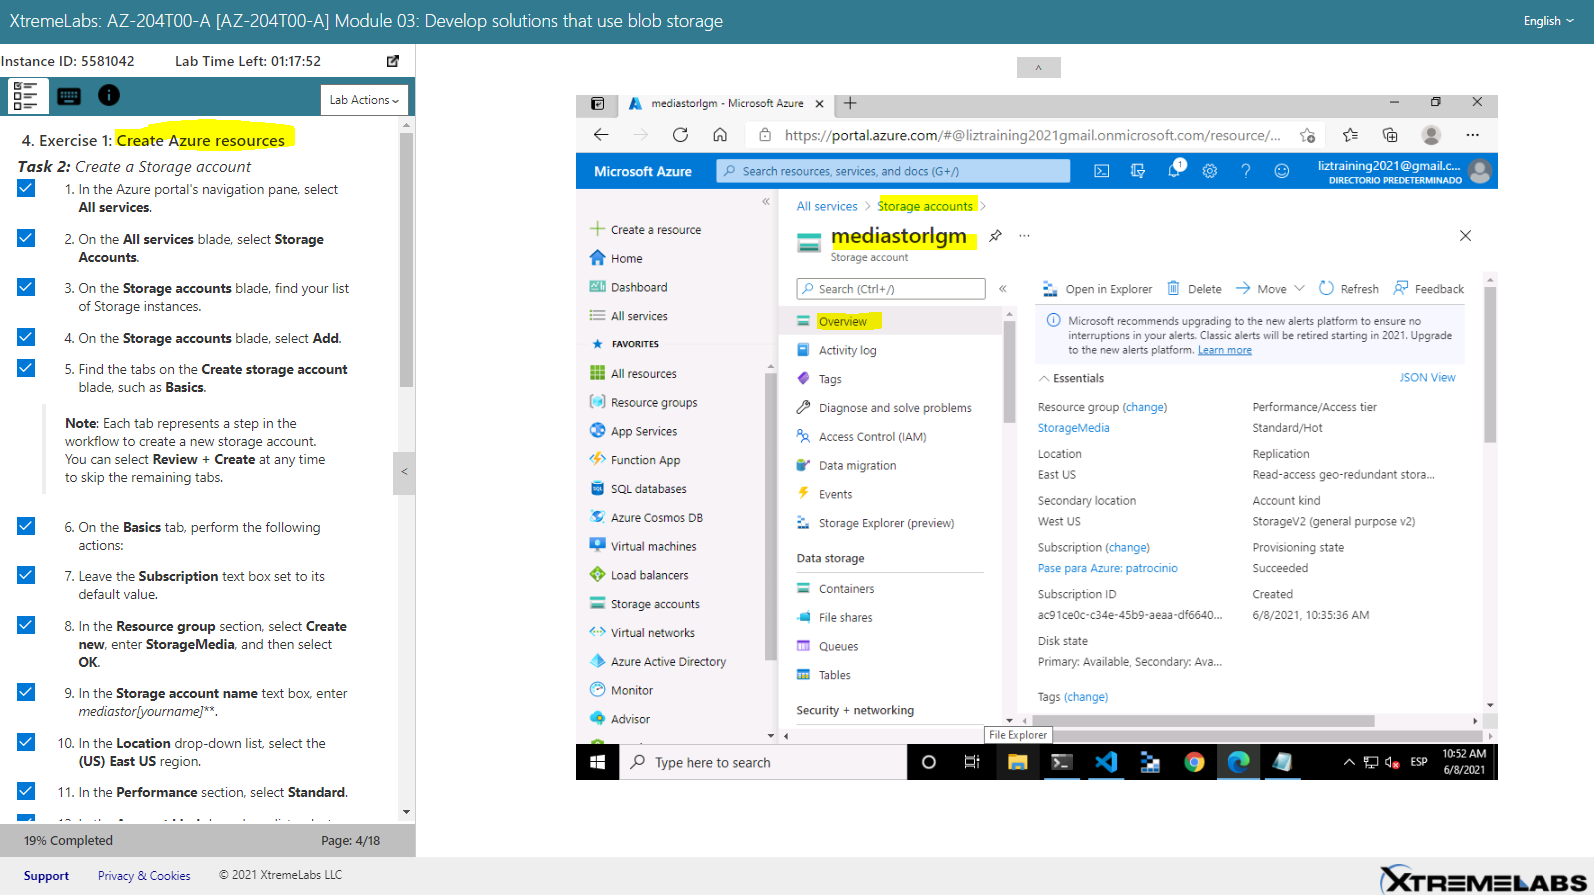 XtremeLabs: AZ-204T00-A [AZ-204T00-A] Module 03: Develop solutions that use blob storage
English
Instance ID: 5581042
Lab Time Left: 01:17:52
Lab Actions
4. Exercise 1: Create Azure resources
Task 2: Create a Storage account
1. In the Azure portal's navigation pane, select
All services.
2. On the All services blade, select Storage
Accounts.
3. On the Storage accounts blade, find your list
of Storage instances.
4. On the Storage accounts blade, select Add.
5. Find the tabs on the Create storage account
blade, such as Basics.
Note: Each tab represents a step in the
workflow to create a new storage account.
You can select Review + Create at any time
to skip the remaining tabs.
6. On the Basics tab, perform the following
actions:
7. Leave the Subscription text box set to its
default value.
8. In the Resource group section, select Create
new, enter StorageMedia, and then select
OK.
9. In the Storage account name text box, enter
mediastor[yourname]**.
10. In the Location drop-down list, select the
(US) East US region.
11. In the Performance section, select Standard.
19% Completed
Page: 4/18
Support
Privacy & Cookies
© 2021 XtremeLabs LLC
mediastorlgm - Microsoft Azure
https://portal.azure.com/#@liztraining2021gmail.onmicrosoft.com/resource/...
Microsoft Azure
Search resources, services, and docs (G+/)
1
liztraining2021@gmail.c...
DIRECTORIO PREDETERMINADO
Create a resource
Home
Dashboard
All services
FAVORITES
All resources
Resource groups
App Services
Function App
SQL databases
Azure Cosmos DB
Virtual machines
Load balancers
Storage accounts
Virtual networks
Azure Active Directory
Monitor
Advisor
All services > Storage accounts >
mediastorlgm
Storage account
Search (Ctrl+/)
Overview
Activity log
Tags
Diagnose and solve problems
Access Control (IAM)
Data migration
Events
Storage Explorer (preview)
Data storage
Containers
File shares
Queues
Tables
Security + networking
Open in Explorer
Delete
Move
Refresh
Feedback
Microsoft recommends upgrading to the new alerts platform to ensure no
interruptions in your alerts. Classic alerts will be retired starting in 2021. Upgrade
to the new alerts platform. Learn more
Essentials
JSON View
Resource group (change)
StorageMedia
Location
East US
Secondary location
West US
Subscription (change)
Pase para Azure: patrocinio
Subscription ID
ac91ce0c-c34e-45b9-aeaa-df6640...
Disk state
Primary: Available, Secondary: Ava...
Tags (change)
Performance/Access tier
Standard/Hot
Replication
Read-access geo-redundant stora...
Account kind
StorageV2 (general purpose v2)
Provisioning state
Succeeded
Created
6/8/2021, 10:35:36 AM
File Explorer
Type here to search
ESP
10:52 AM
6/8/2021
XTREMELABS